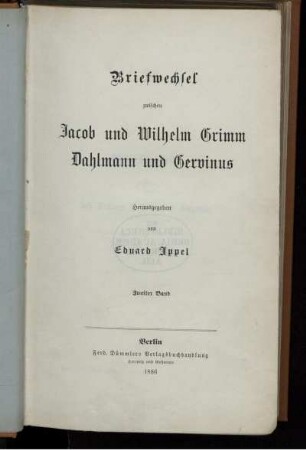 Briefwechsel
zwischen
Jacob und Wilhelm Grimm
Dahlmann und Gervinus
Herausgegeben
von
Eduard Ippel
Zweiter Band
Berlin
Ferd. Dümmlers Verlagsbuchhandlung
1886